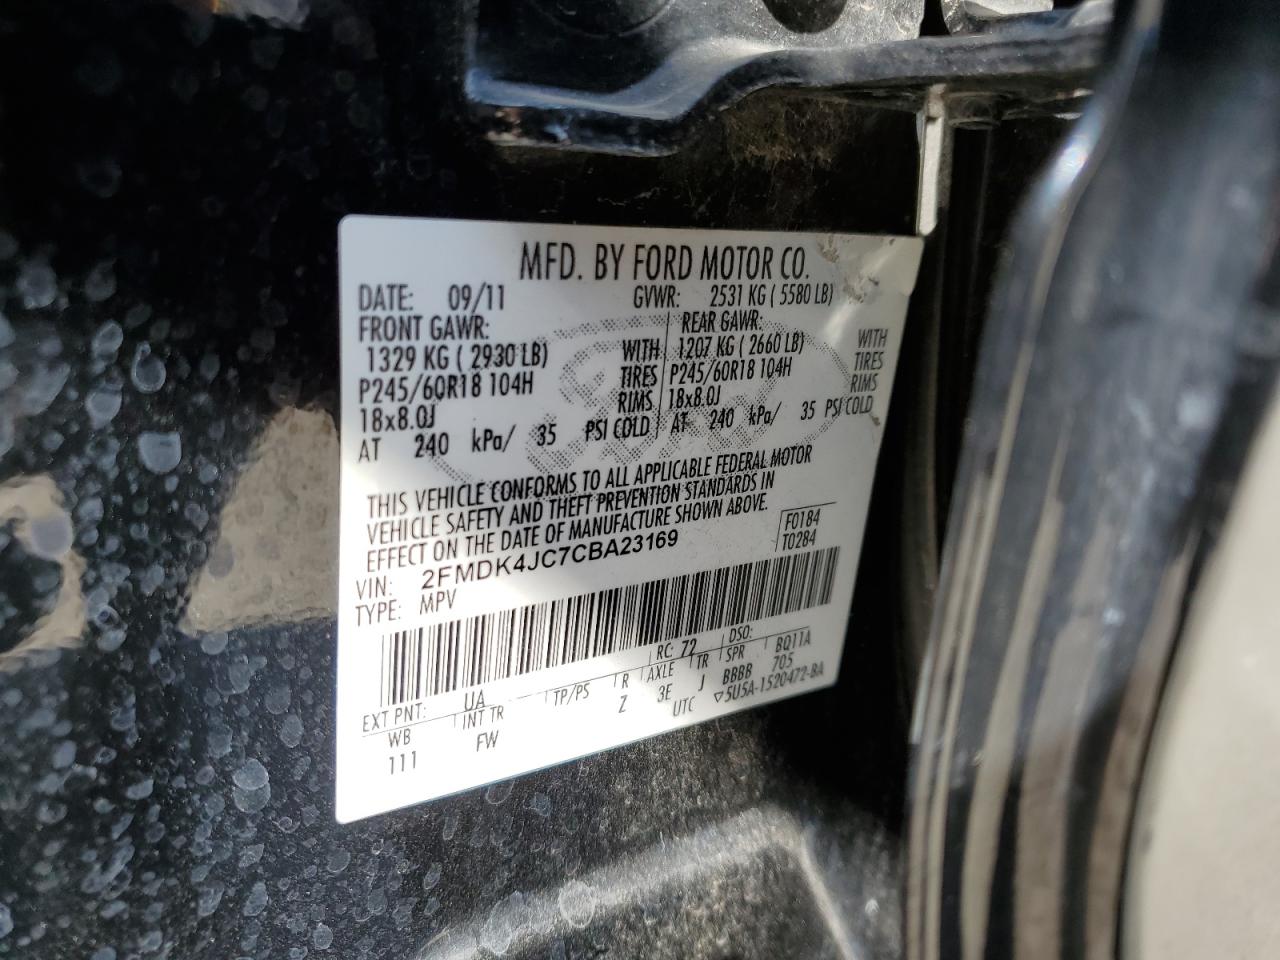 MFD. BY FORD MOTOR CO.
DATE: 09/11 GVWR: 2531 KG ( 5580 LB)
FRONT GAWR: REAR GAWR:
1329 KG ( 2930 LB) WITH 1207 KG ( 2660 LB) WITH
P245/60R18 104H TIRES P245/60R18 104H TIRES
18x8.0J RIMS 18x8.0J RIMS
AT 240 kPa/ 35 PSI COLD AT 240 kPa/ 35 PSI COLD
THIS VEHICLE CONFORMS TO ALL APPLICABLE FEDERAL MOTOR
VEHICLE SAFETY AND THEFT PREVENTION STANDARDS IN
EFFECT ON THE DATE OF MANUFACTURE SHOWN ABOVE.
VIN: 2FMDK4JC7CBA23169 F0184
TYPE: MPV T0284
EXT PNT: UA RC: 72 DSO:
WB INT TR TP/PS R AXLE TR SPR BQ11A
111 FW Z 3E J BBBB 705
UTC ▽5U5A-1520472-BA